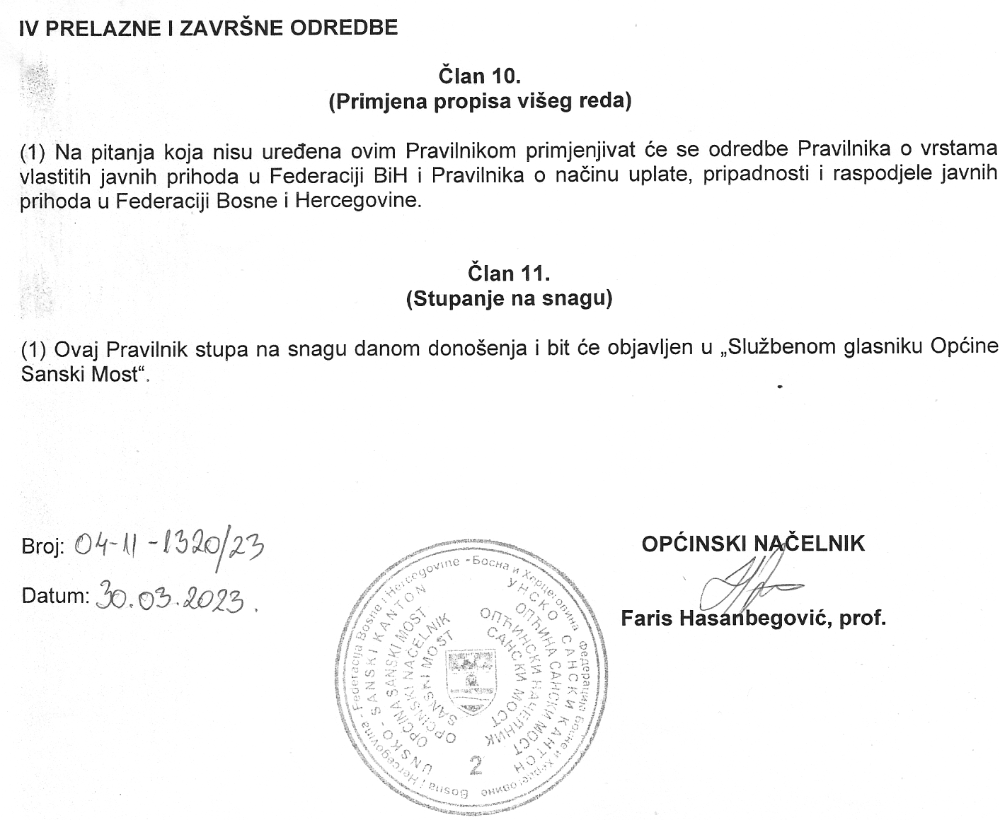 IV PRELAZNE I ZAVRŠNE ODREDBE
Član 10.
(Primjena propisa višeg reda)
(1) Na pitanja koja nisu uređena ovim Pravilnikom primjenjivat će se odredbe Pravilnika o vrstama
vlastitih javnih prihoda u Federaciji BiH i Pravilnika o načinu uplate, pripadnosti i raspodjele javnih
prihoda u Federaciji Bosne i Hercegovine.
Član 11.
(Stupanje na snagu)
(1) Ovaj Pravilnik stupa na snagu danom donošenja i bit će objavljen u „Službenom glasniku Općine
Sanski Most“.
Broj: 04-11-1320/23
Datum: 30.03.2023.
OPĆINSKI NAČELNIK
Faris Hasanbegović, prof.
Bosna i Hercegovina - Federacija Bosne i Hercegovine - Босна и Херцеговина Федерација Босне и Херцеговине
UNSKO - SANSKI KANTON
OPĆINA SANSKI MOST
OPĆINSKI NAČELNIK
SANSKI MOST
УНСКО САНСКИ КАНТОН
ОПЋИНА САНСКИ МОСТ
ОПЋИНСКИ НАЧЕЛНИК
САНСКИ МОСТ
2